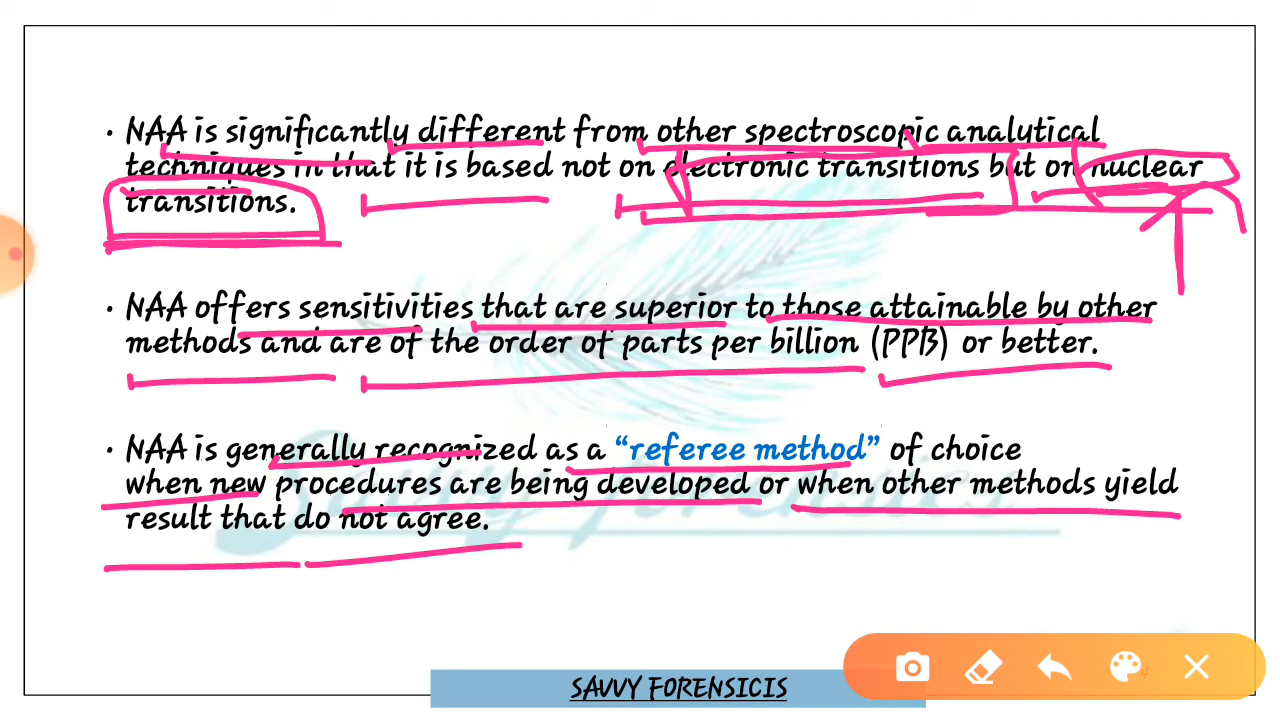 • NAA is significantly different from other spectroscopic analytical
techniques in that it is based not on electronic transitions but on nuclear
transitions.
• NAA offers sensitivities that are superior to those attainable by other
methods and are of the order of parts per billion (PPB) or better.
• NAA is generally recognized as a “referee method” of choice
when new procedures are being developed or when other methods yield
result that do not agree.
Savvy Forensics
SAVVY FORENSICIS
4